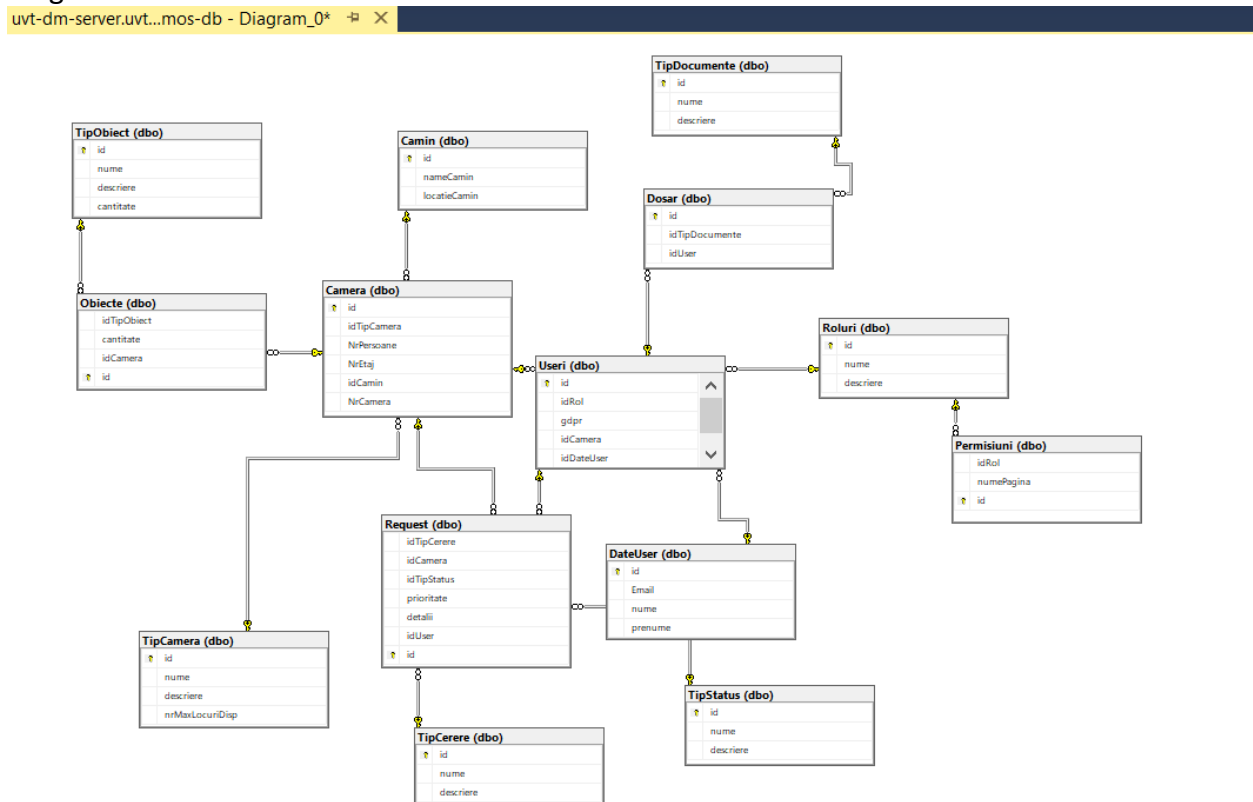 uvt-dm-server.uvt...mos-db - Diagram_0*
TipDocumente (dbo)
id
nume
descriere
TipObiect (dbo)
id
nume
descriere
cantitate
Camin (dbo)
id
nameCamin
locatieCamin
Dosar (dbo)
id
idTipDocumente
idUser
Obiecte (dbo)
idTipObiect
cantitate
idCamera
id
Camera (dbo)
id
idTipCamera
NrPersoane
NrEtaj
idCamin
NrCamera
Useri (dbo)
id
idRol
gdpr
idCamera
idDateUser
Roluri (dbo)
id
nume
descriere
Permisiuni (dbo)
idRol
numePagina
id
Request (dbo)
idTipCerere
idCamera
idTipStatus
prioritate
detalii
idUser
id
DateUser (dbo)
id
Email
nume
prenume
TipCamera (dbo)
id
nume
descriere
nrMaxLocuriDisp
TipStatus (dbo)
id
nume
descriere
TipCerere (dbo)
id
nume
descriere